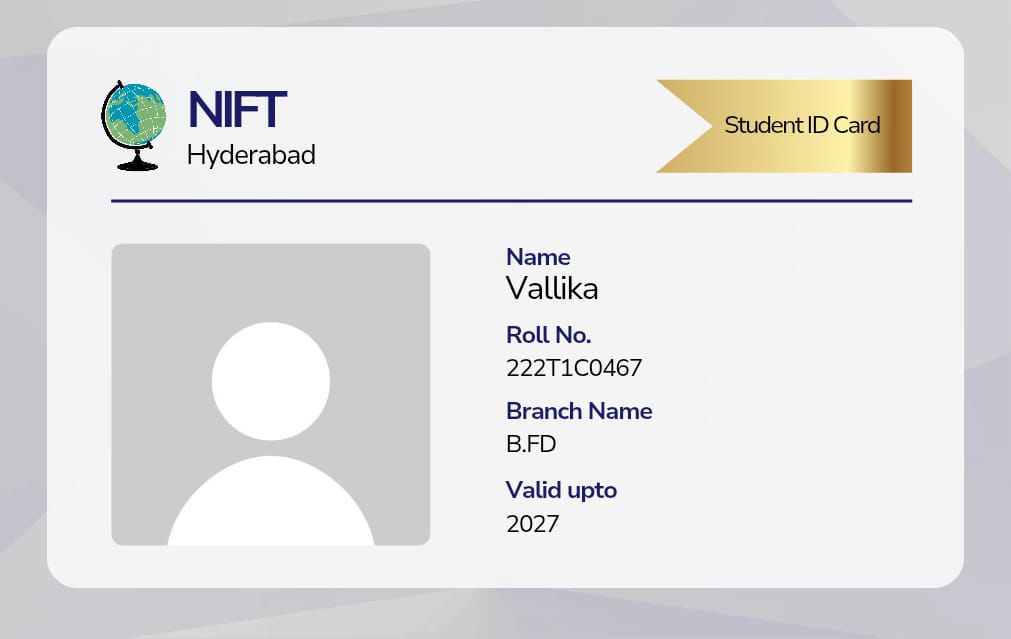 NIFT
Hyderabad
Student ID Card
Name
Vallika
Roll No.
222T1C0467
Branch Name
B.FD
Valid upto
2027